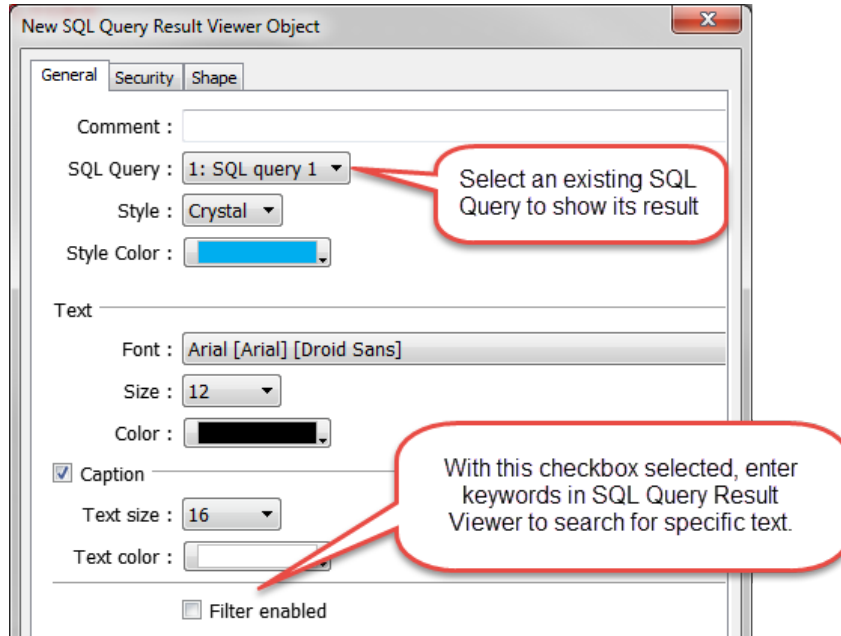 New SQL Query Result Viewer Object
General Security Shape
Comment :
SQL Query : 1: SQL query 1
Select an existing SQL
Query to show its result
Style : Crystal
Style Color :
Text
Font : Arial [Arial] [Droid Sans]
Size : 12
Color :
Caption
With this checkbox selected, enter
keywords in SQL Query Result
Viewer to search for specific text.
Text size : 16
Text color :
Filter enabled